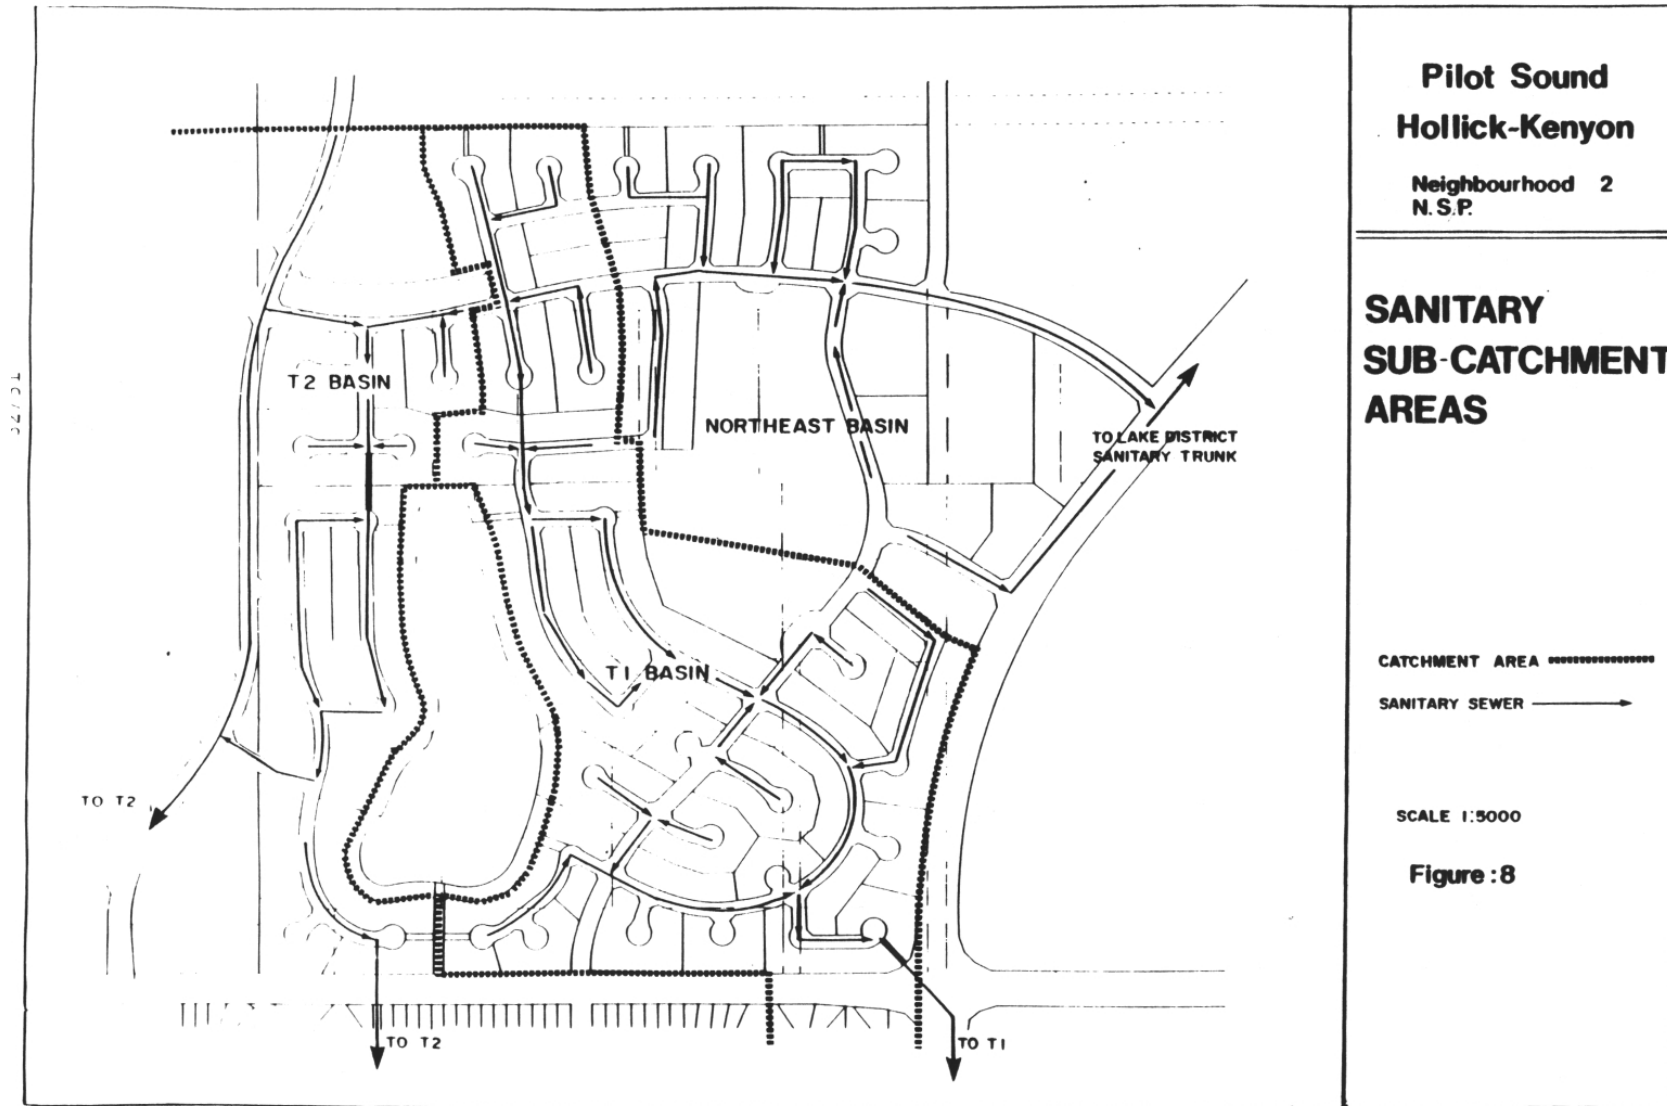 Pilot Sound
Hollick-Kenyon
Neighbourhood 2
N.S.P.
SANITARY
SUB-CATCHMENT
AREAS
CATCHMENT AREA
SANITARY SEWER
SCALE 1:5000
Figure:8
T2 BASIN
NORTHEAST BASIN
TO LAKE DISTRICT
SANITARY TRUNK
T1 BASIN
TO T2
TO T2
TO T1